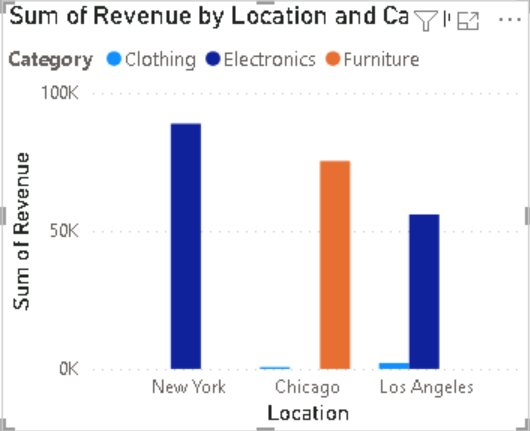 Sum of Revenue by Location and Ca
Category Clothing Electronics Furniture
100K
50K
0K
Sum of Revenue
New York Chicago Los Angeles
Location